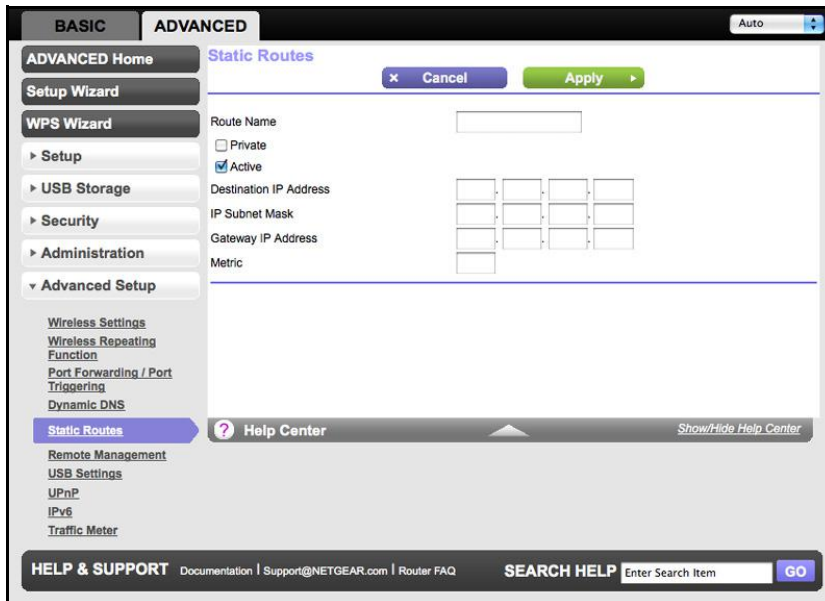 BASIC
ADVANCED
Auto
ADVANCED Home
Setup Wizard
WPS Wizard
Setup
USB Storage
Security
Administration
Advanced Setup
Wireless Settings
Wireless Repeating
Function
Port Forwarding / Port
Triggering
Dynamic DNS
Static Routes
Remote Management
USB Settings
UPnP
IPv6
Traffic Meter
Static Routes
x Cancel
Apply
Route Name
Private
Active
Destination IP Address
IP Subnet Mask
Gateway IP Address
Metric
? Help Center
Show/Hide Help Center
HELP & SUPPORT Documentation | Support@NETGEAR.com | Router FAQ
SEARCH HELP Enter Search Item GO